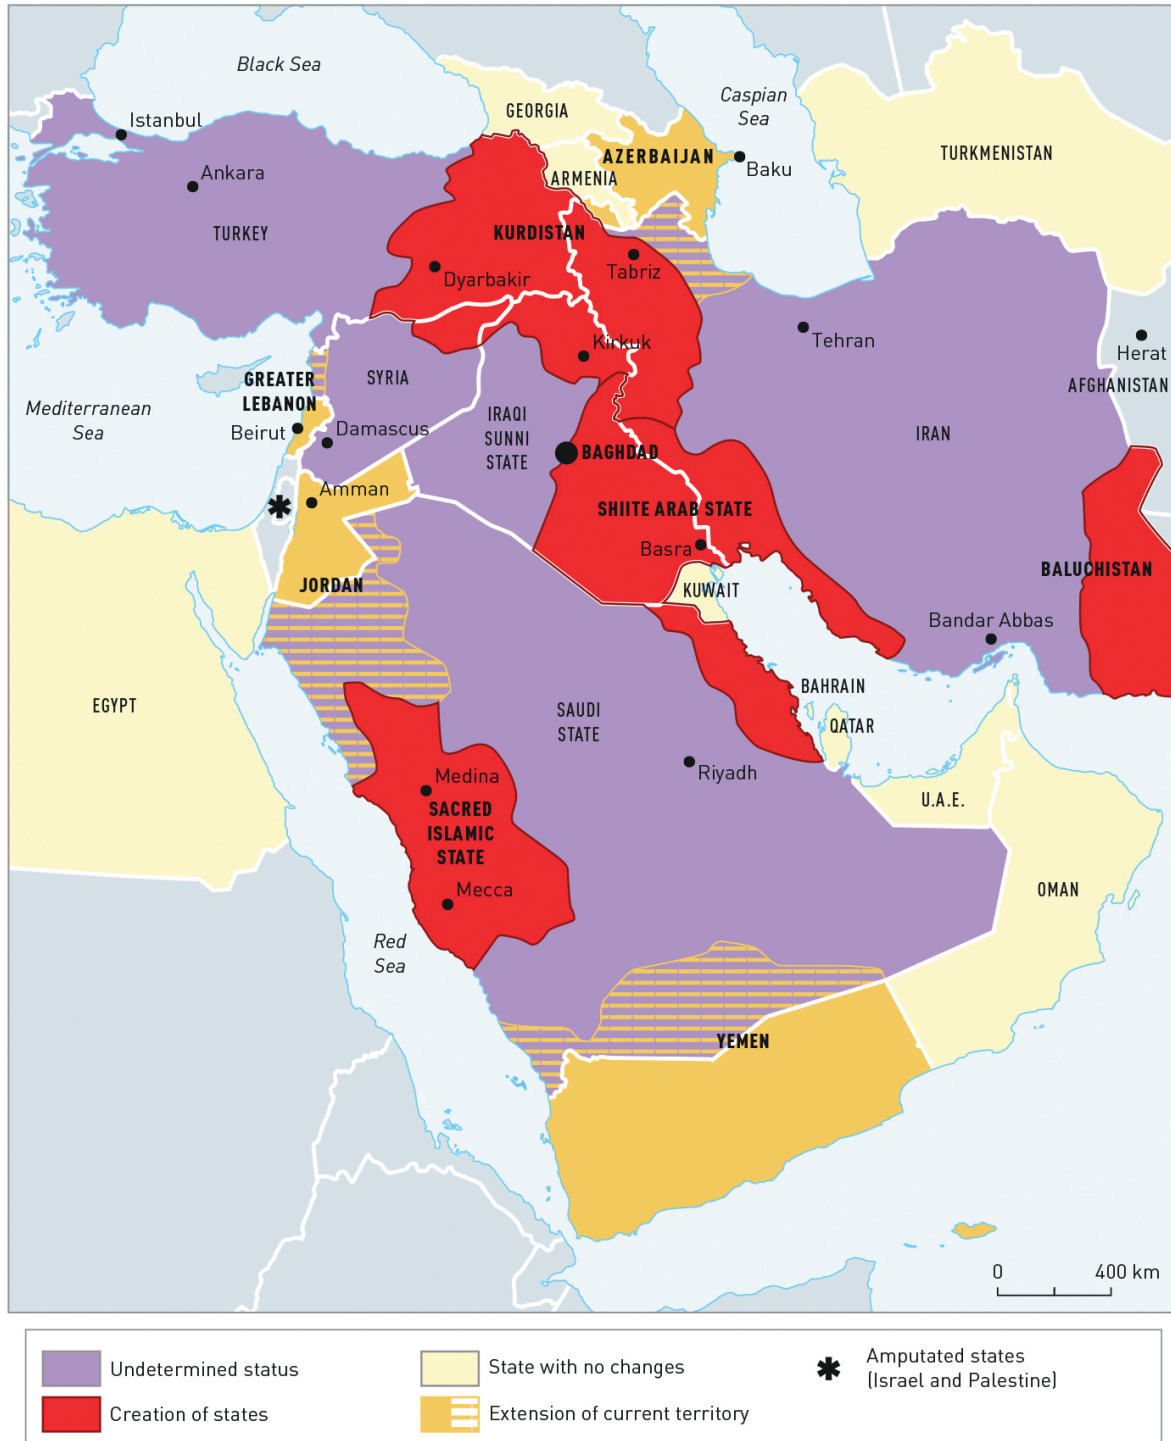 Black Sea
Caspian
Sea
GEORGIA
Istanbul
AZERBAIJAN
TURKMENISTAN
Baku
Ankara
ARMENIA
TURKEY
KURDISTAN
Tabriz
Dyarbakir
Tehran
Kirkuk
Herat
GREATER
LEBANON
SYRIA
AFGHANISTAN
Mediterranean
Sea
Beirut
Damascus
IRAQI
SUNNI
STATE
BAGHDAD
IRAN
Amman
✱
SHIITE ARAB STATE
Basra
JORDAN
KUWAIT
BALUCHISTAN
Bandar Abbas
EGYPT
BAHRAIN
SAUDI
STATE
QATAR
Riyadh
Medina
SACRED
ISLAMIC
STATE
U.A.E.
Mecca
OMAN
Red
Sea
YEMEN
0 400 km
Undetermined status
State with no changes
✱ Amputated states
(Israel and Palestine)
Creation of states
Extension of current territory